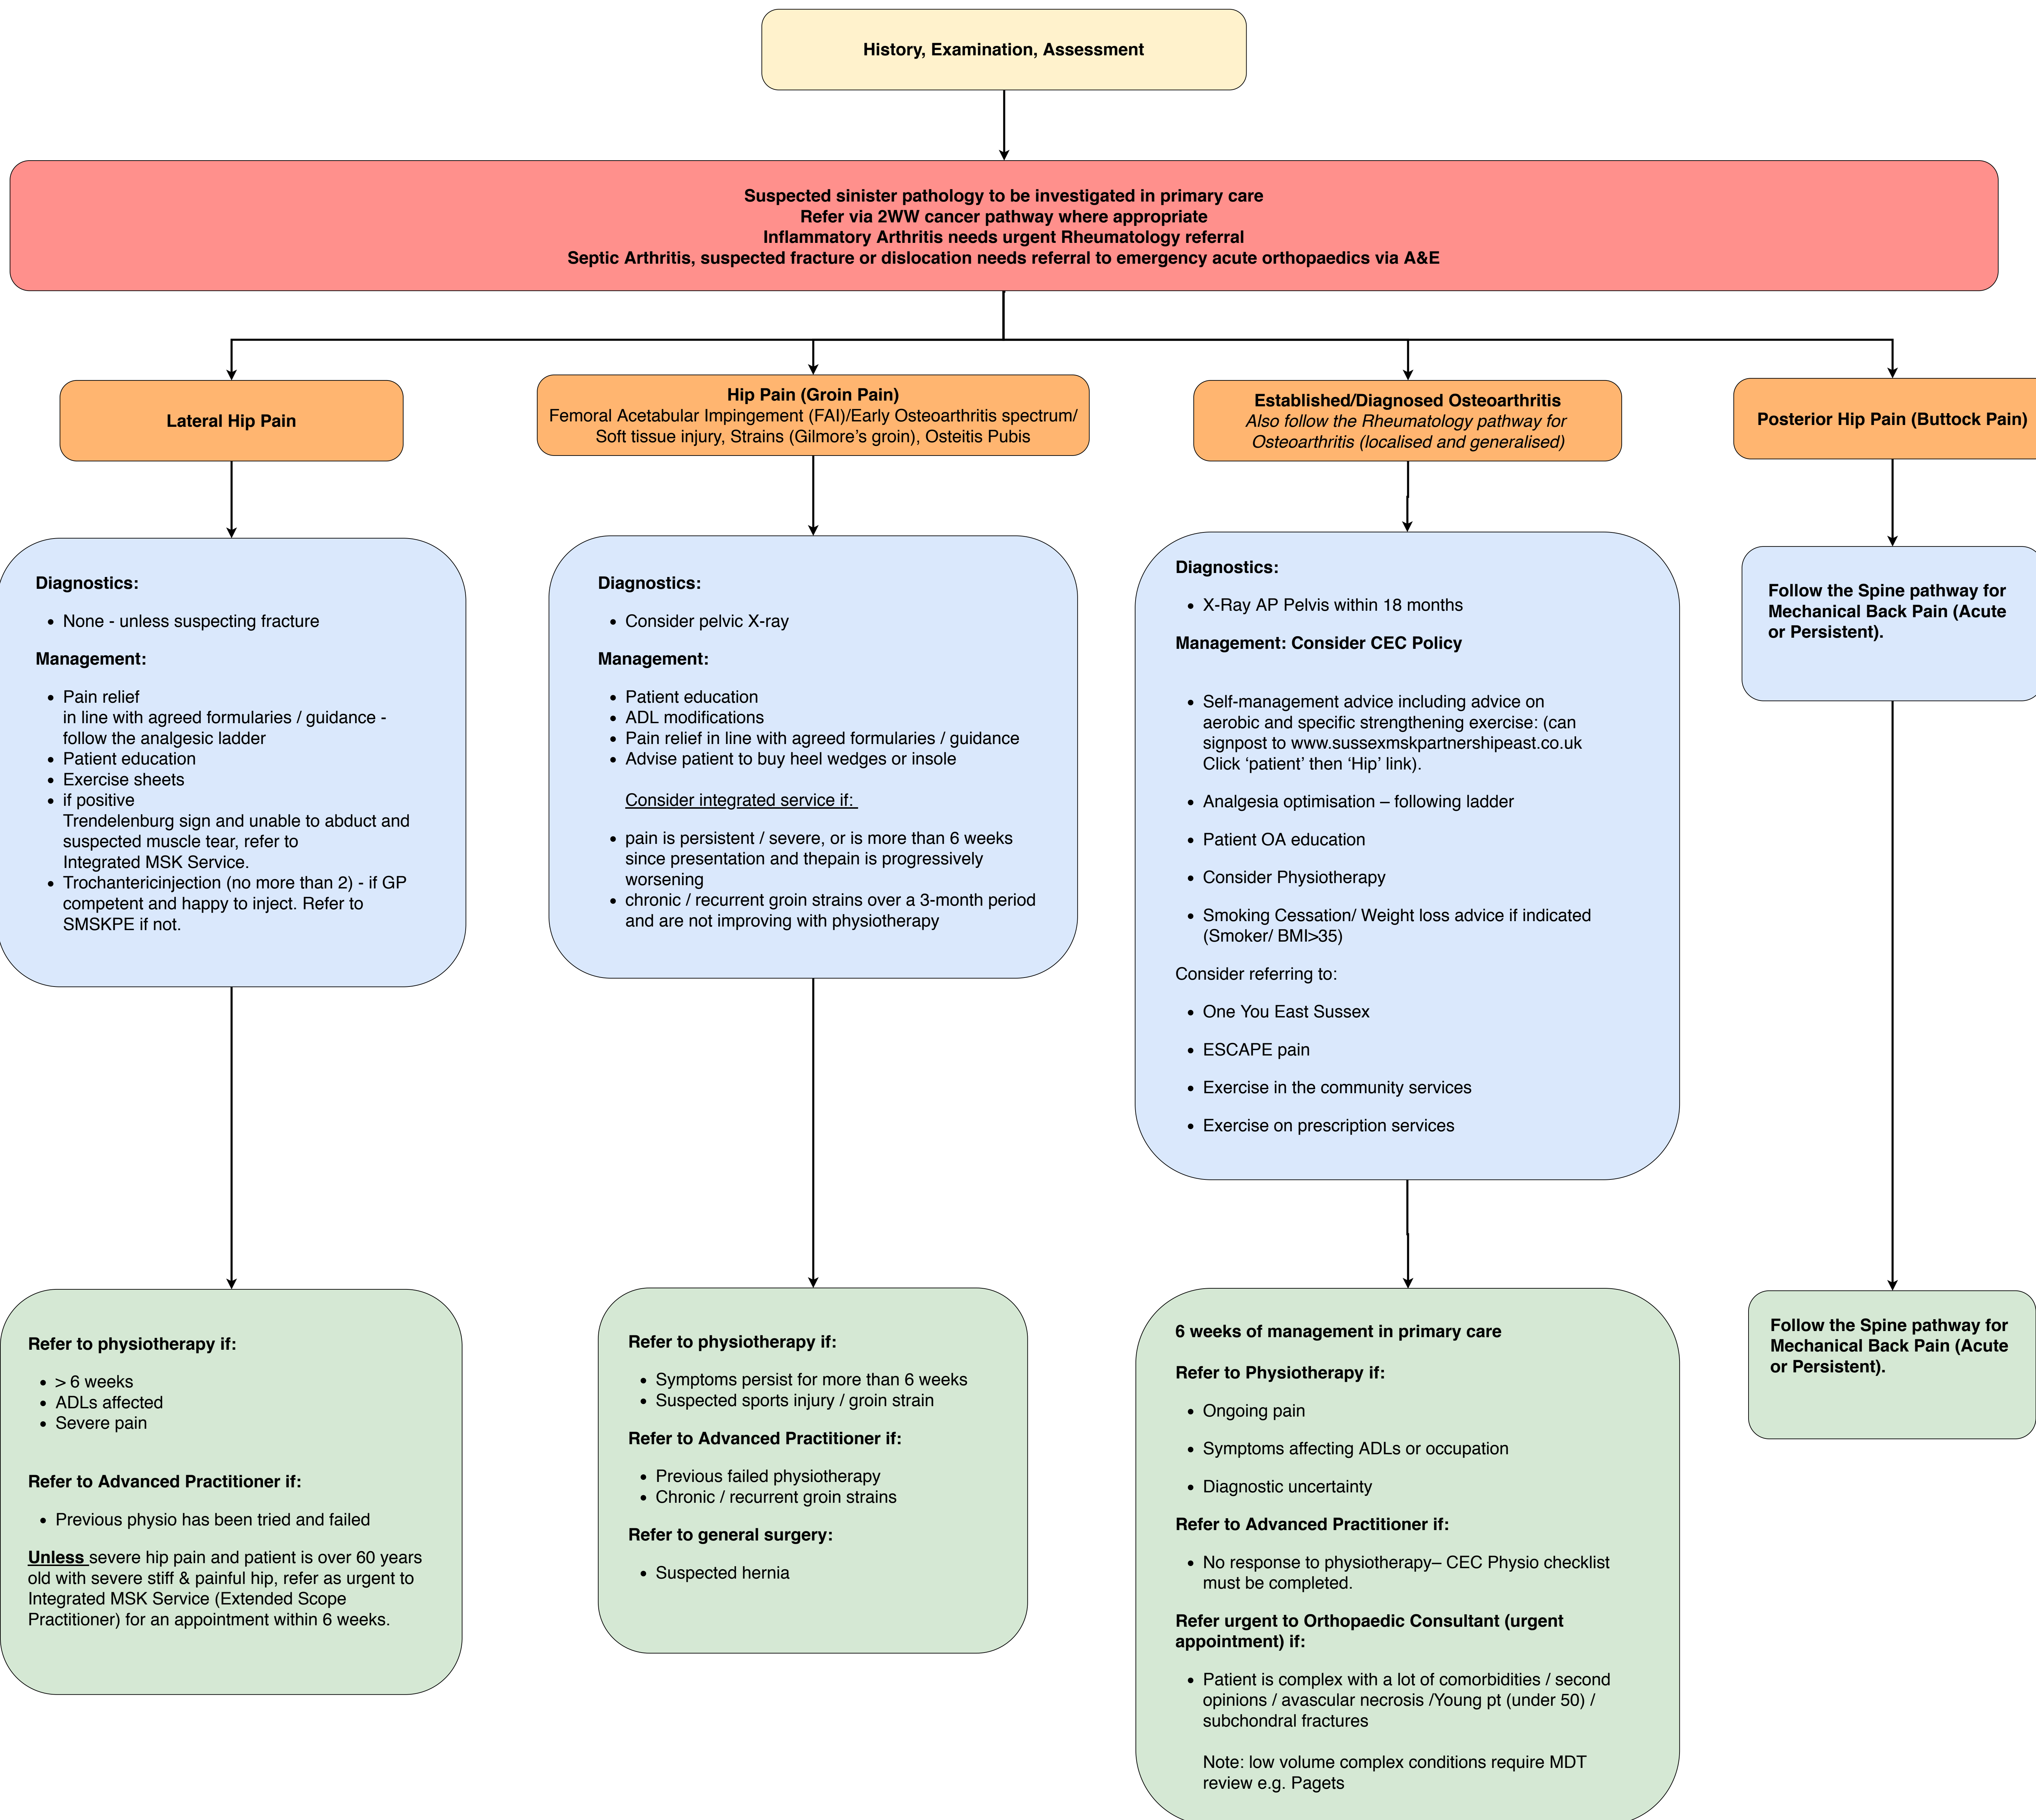 History, Examination, Assessment
Suspected sinister pathology to be investigated in primary care
Refer via 2WW cancer pathway where appropriate
Inflammatory Arthritis needs urgent Rheumatology referral
Septic Arthritis, suspected fracture or dislocation needs referral to emergency acute orthopaedics via A&E
Lateral Hip Pain
Diagnostics:
• None - unless suspecting fracture
Management:
• Pain relief
in line with agreed formularies / guidance -
follow the analgesic ladder
• Patient education
• Exercise sheets
• if positive
Trendelenburg sign and unable to abduct and
suspected muscle tear, refer to
Integrated MSK Service.
• Trochantericinjection (no more than 2) - if GP
competent and happy to inject. Refer to
SMSKPE if not.
Refer to physiotherapy if:
• > 6 weeks
• ADLs affected
• Severe pain
Refer to Advanced Practitioner if:
• Previous physio has been tried and failed
Unless severe hip pain and patient is over 60 years
old with severe stiff & painful hip, refer as urgent to
Integrated MSK Service (Extended Scope
Practitioner) for an appointment within 6 weeks.
Hip Pain (Groin Pain)
Femoral Acetabular Impingement (FAI)/Early Osteoarthritis spectrum/
Soft tissue injury, Strains (Gilmore’s groin), Osteitis Pubis
Diagnostics:
• Consider pelvic X-ray
Management:
• Patient education
• ADL modifications
• Pain relief in line with agreed formularies / guidance
• Advise patient to buy heel wedges or insole
Consider integrated service if:
• pain is persistent / severe, or is more than 6 weeks
since presentation and thepain is progressively
worsening
• chronic / recurrent groin strains over a 3-month period
and are not improving with physiotherapy
Refer to physiotherapy if:
• Symptoms persist for more than 6 weeks
• Suspected sports injury / groin strain
Refer to Advanced Practitioner if:
• Previous failed physiotherapy
• Chronic / recurrent groin strains
Refer to general surgery:
• Suspected hernia
Established/Diagnosed Osteoarthritis
Also follow the Rheumatology pathway for
Osteoarthritis (localised and generalised)
Diagnostics:
• X-Ray AP Pelvis within 18 months
Management: Consider CEC Policy
• Self-management advice including advice on
aerobic and specific strengthening exercise: (can
signpost to www.sussexmskpartnershipeast.co.uk
Click ‘patient’ then ‘Hip’ link).
• Analgesia optimisation – following ladder
• Patient OA education
• Consider Physiotherapy
• Smoking Cessation/ Weight loss advice if indicated
(Smoker/ BMI>35)
Consider referring to:
• One You East Sussex
• ESCAPE pain
• Exercise in the community services
• Exercise on prescription services
6 weeks of management in primary care
Refer to Physiotherapy if:
• Ongoing pain
• Symptoms affecting ADLs or occupation
• Diagnostic uncertainty
Refer to Advanced Practitioner if:
• No response to physiotherapy– CEC Physio checklist
must be completed.
Refer urgent to Orthopaedic Consultant (urgent
appointment) if:
• Patient is complex with a lot of comorbidities / second
opinions / avascular necrosis /Young pt (under 50) /
subchondral fractures
Note: low volume complex conditions require MDT
review e.g. Pagets
Posterior Hip Pain (Buttock Pain)
Follow the Spine pathway for
Mechanical Back Pain (Acute
or Persistent).
Follow the Spine pathway for
Mechanical Back Pain (Acute
or Persistent).